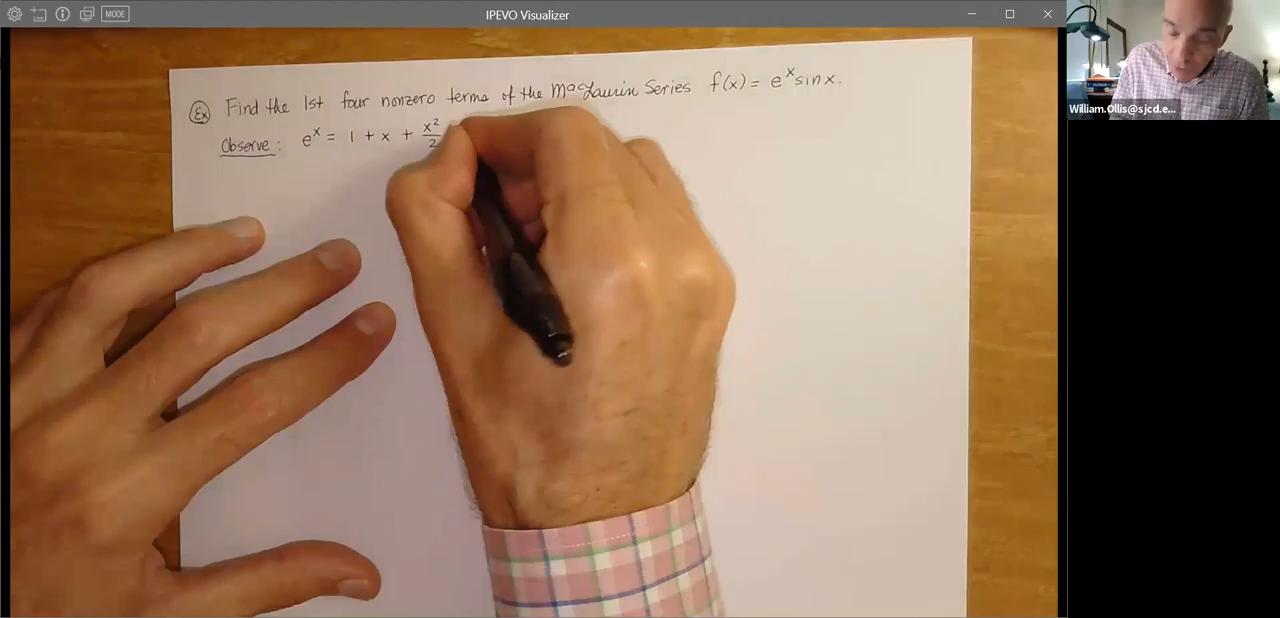 IPEVO Visualizer
MODE
William.Ollis@sjcd.e...
Ex Find the 1st four nonzero terms of the MacLaurin Series f(x) = e^x sin x.
Observe: e^x = 1 + x + x^2/2